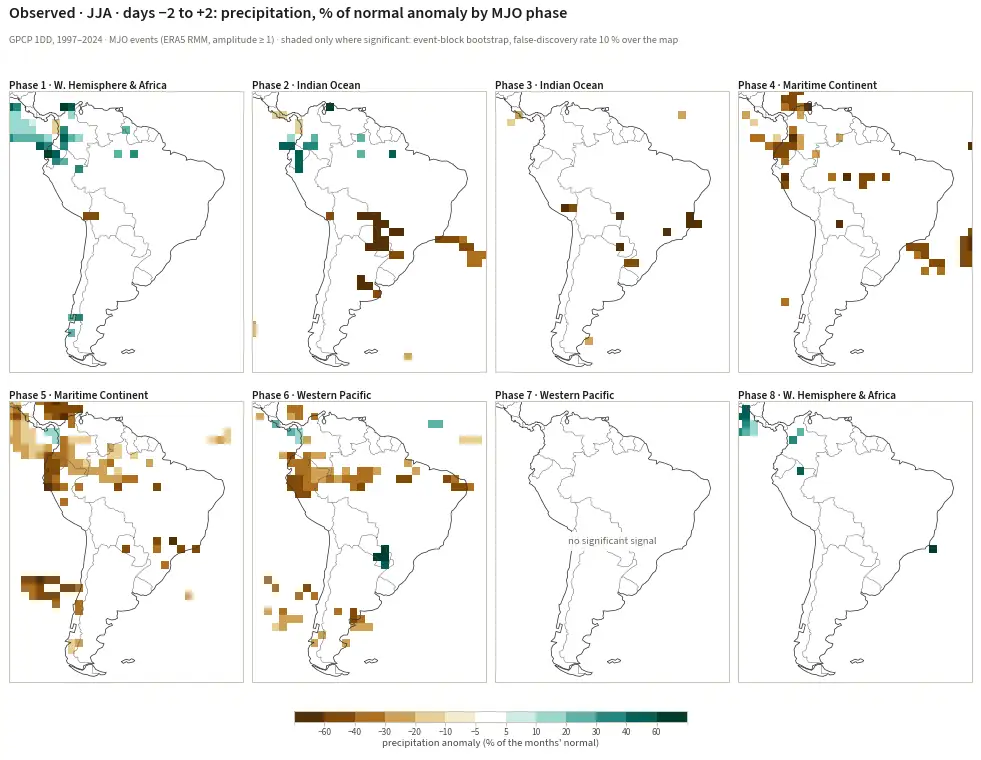 Observed · JJA · days −2 to +2: precipitation, % of normal anomaly by MJO phase
GPCP 1DD, 1997–2024 · MJO events (ERA5 RMM, amplitude ≥ 1) · shaded only where significant: event-block bootstrap, false-discovery rate 10 % over the map
Phase 1 · W. Hemisphere & Africa
Phase 2 · Indian Ocean
Phase 3 · Indian Ocean
Phase 4 · Maritime Continent
Phase 5 · Maritime Continent
Phase 6 · Western Pacific
Phase 7 · Western Pacific
Phase 8 · W. Hemisphere & Africa
no significant signal
−60 −40 −30 −20 −10 −5 5 10 20 30 40 60
precipitation anomaly (% of the months' normal)